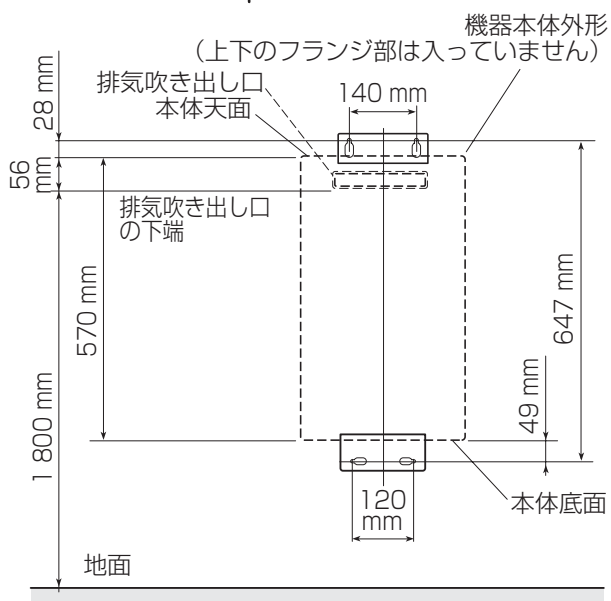 機器本体外形
（上下のフランジ部は入っていません）
排気吹き出し口
本体天面
140 mm
28 mm
56
mm
排気吹き出し口
の下端
570 mm
647 mm
49 mm
1 800 mm
120
mm
本体底面
地面